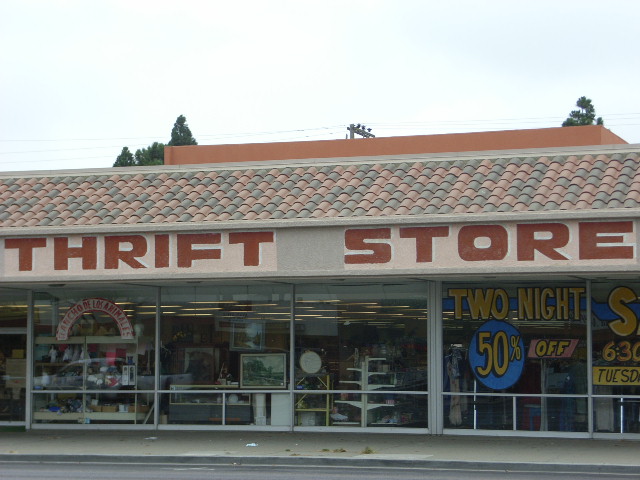 THRIFT STORE
TWO NIGHT
50% OFF
6:30
TUESD